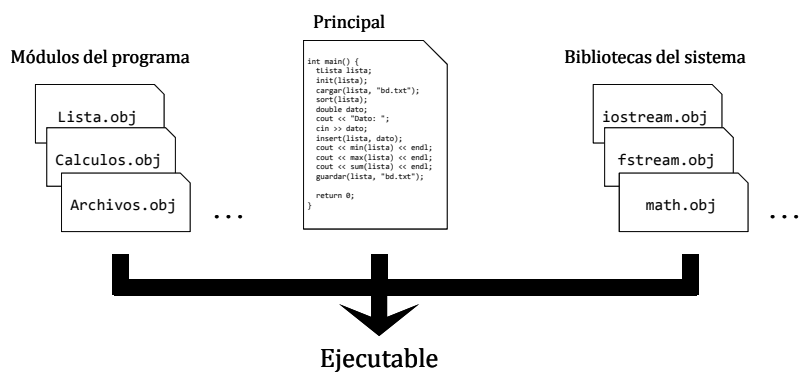 Principal
Módulos del programa
Bibliotecas del sistema
Lista.obj
Calculos.obj
Archivos.obj
...
int main() {
tLista lista;
init(lista);
cargar(lista, "bd.txt");
sort(lista);
double dato;
cout << "Dato: ";
cin >> dato;
insert(lista, dato);
cout << min(lista) << endl;
cout << max(lista) << endl;
cout << sum(lista) << endl;
guardar(lista, "bd.txt");
return 0;
}
iostream.obj
fstream.obj
math.obj
...
Ejecutable